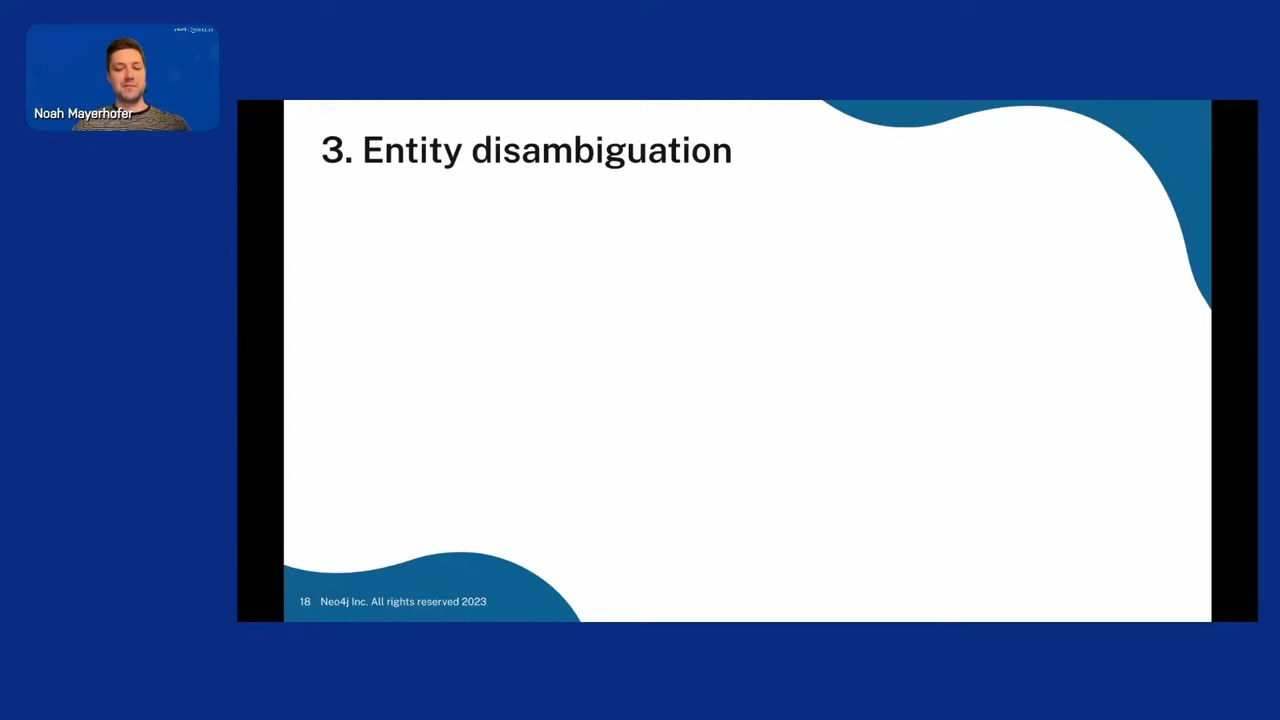 Noah Mayerhofer
3. Entity disambiguation
18 Neo4j Inc. All rights reserved 2023